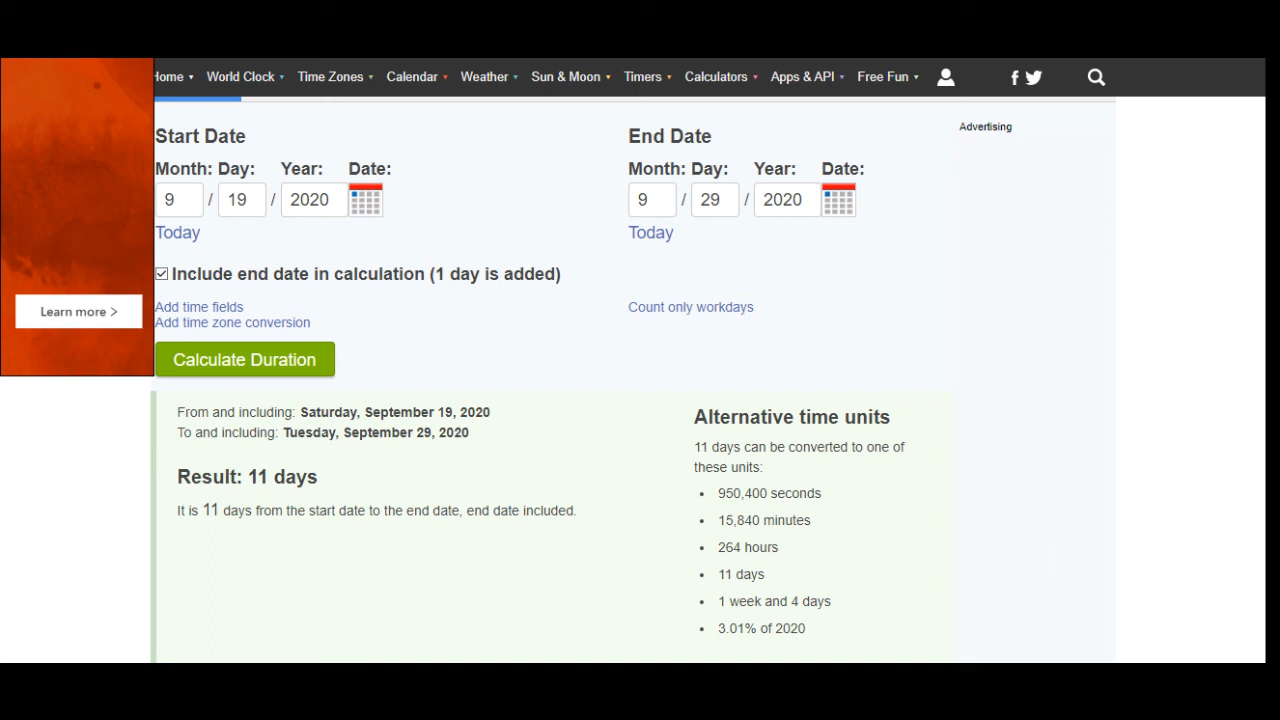 Home World Clock Time Zones Calendar Weather Sun & Moon Timers Calculators Apps & API Free Fun
Advertising
Start Date
Month: Day: Year: Date:
9 / 19 / 2020
Today
End Date
Month: Day: Year: Date:
9 / 29 / 2020
Today
Include end date in calculation (1 day is added)
Add time fields
Add time zone conversion
Count only workdays
Calculate Duration
Learn more >
From and including: Saturday, September 19, 2020
To and including: Tuesday, September 29, 2020
Result: 11 days
It is 11 days from the start date to the end date, end date included.
Alternative time units
11 days can be converted to one of
these units:
• 950,400 seconds
• 15,840 minutes
• 264 hours
• 11 days
• 1 week and 4 days
• 3.01% of 2020